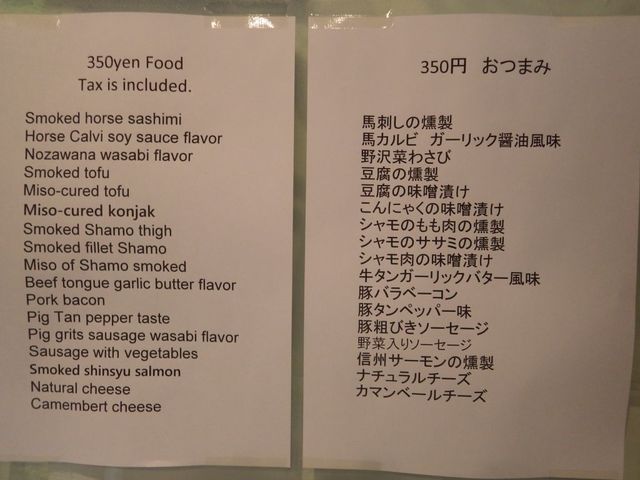 350yen Food
Tax is included.
Smoked horse sashimi
Horse Calvi soy sauce flavor
Nozawana wasabi flavor
Smoked tofu
Miso-cured tofu
Miso-cured konjak
Smoked Shamo thigh
Smoked fillet Shamo
Miso of Shamo smoked
Beef tongue garlic butter flavor
Pork bacon
Pig Tan pepper taste
Pig grits sausage wasabi flavor
Sausage with vegetables
Smoked shinsyu salmon
Natural cheese
Camembert cheese
350円 おつまみ
馬刺しの燻製
馬カルビ ガーリック醤油風味
野沢菜わさび
豆腐の燻製
豆腐の味噌漬け
こんにゃくの味噌漬け
シャモのもも肉の燻製
シャモのササミの燻製
シャモ肉の味噌漬け
牛タンガーリックバター風味
豚バラベーコン
豚タンペッパー味
豚粗びきソーセージ
野菜入りソーセージ
信州サーモンの燻製
ナチュラルチーズ
カマンベールチーズ